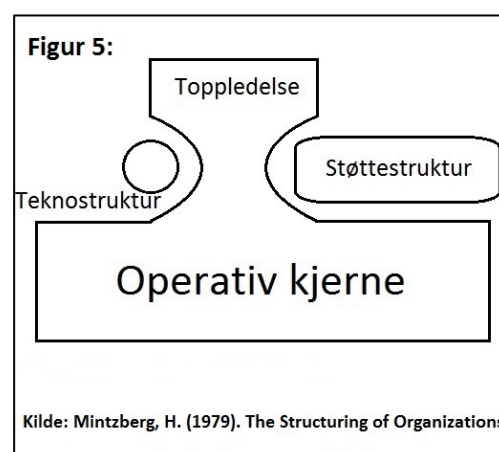 Figur 5:
Toppledelse
Støttestruktur
Teknostruktur
Operativ kjerne
Kilde: Mintzberg, H. (1979). The Structuring of Organizations